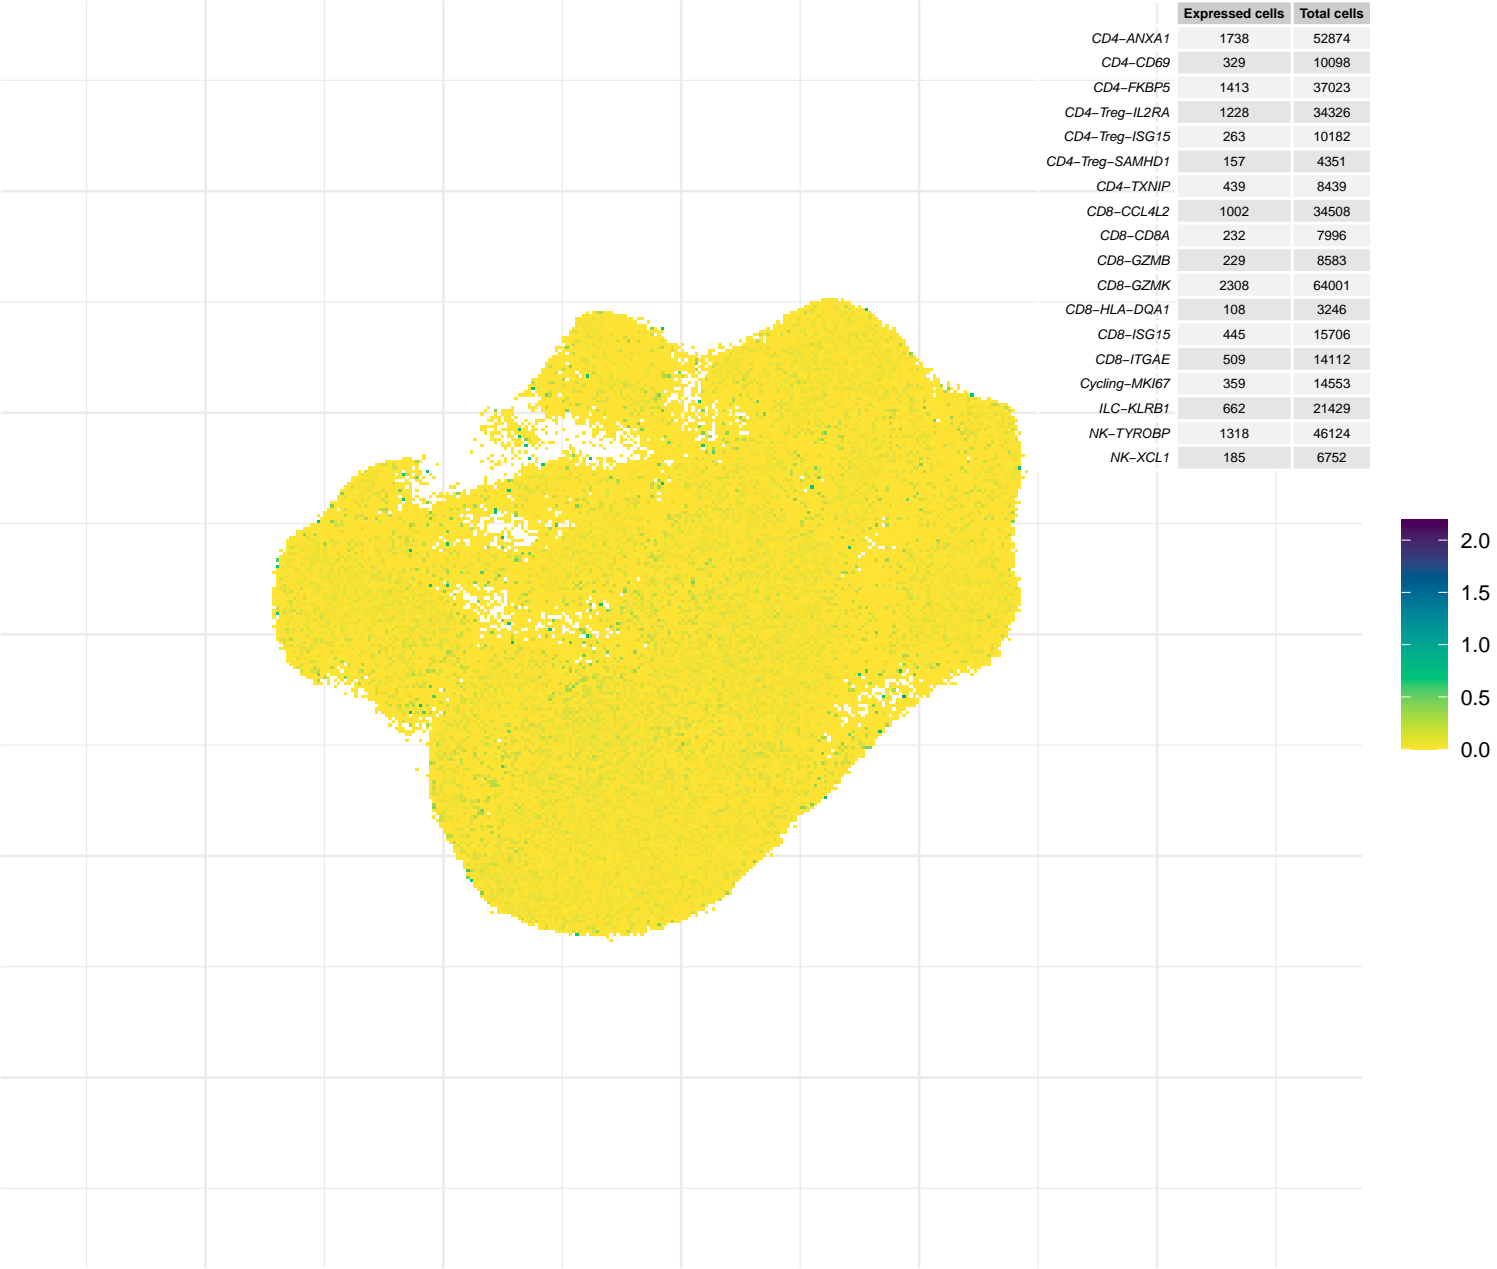 Expressed cells Total cells
CD4−ANXA1 1738 52874
CD4−CD69 329 10098
CD4−FKBP5 1413 37023
CD4−Treg−IL2RA 1228 34326
CD4−Treg−ISG15 263 10182
CD4−Treg−SAMHD1 157 4351
CD4−TXNIP 439 8439
CD8−CCL4L2 1002 34508
CD8−CD8A 232 7996
CD8−GZMB 229 8583
CD8−GZMK 2308 64001
CD8−HLA−DQA1 108 3246
CD8−ISG15 445 15706
CD8−ITGAE 509 14112
Cycling−MKI67 359 14553
ILC−KLRB1 662 21429
NK−TYROBP 1318 46124
NK−XCL1 185 6752
2.0
1.5
1.0
0.5
0.0